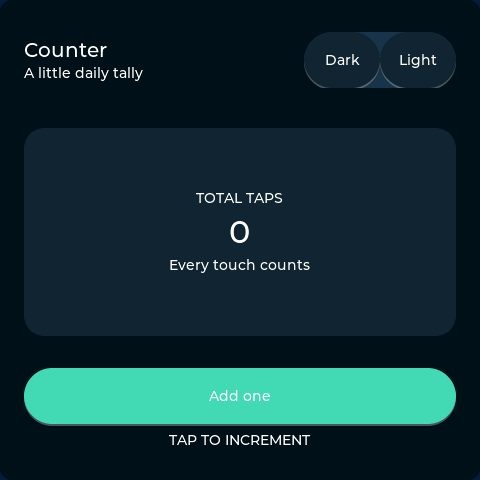 Counter
A little daily tally
Dark
Light
TOTAL TAPS
0
Every touch counts
Add one
TAP TO INCREMENT